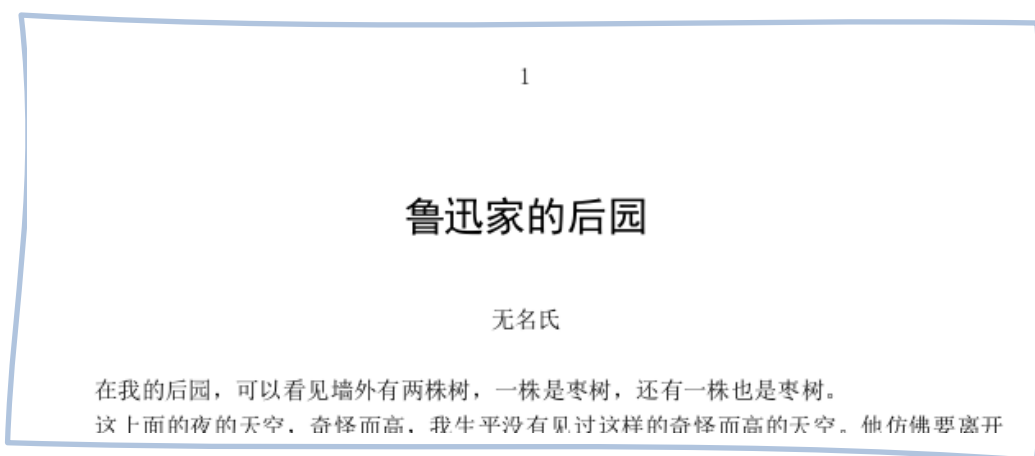 1
鲁迅家的后园
无名氏
在我的后园，可以看见墙外有两株树，一株是枣树，还有一株也是枣树。
这上面的夜的天空，奇怪而高，我生平没有见过这样的奇怪而高的天空。他仿佛要离开